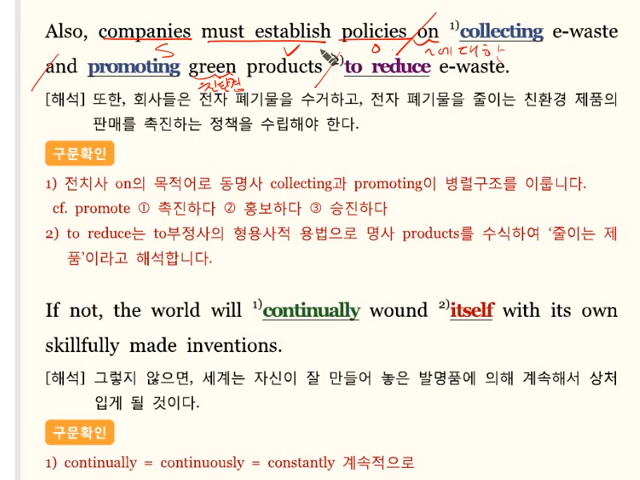 Also, companies must establish policies on 1)collecting e-waste
S V O ~에 대한
and promoting green products 2)to reduce e-waste.
친환경
[해석] 또한, 회사들은 전자 폐기물을 수거하고, 전자 폐기물을 줄이는 친환경 제품의
판매를 촉진하는 정책을 수립해야 한다.
구문확인
1) 전치사 on의 목적어로 동명사 collecting과 promoting이 병렬구조를 이룹니다.
cf. promote ① 촉진하다 ② 홍보하다 ③ 승진하다
2) to reduce는 to부정사의 형용사적 용법으로 명사 products를 수식하여 ‘줄이는 제
품’이라고 해석합니다.
If not, the world will 1)continually wound 2)itself with its own
skillfully made inventions.
[해석] 그렇지 않으면, 세계는 자신이 잘 만들어 놓은 발명품에 의해 계속해서 상처
입게 될 것이다.
구문확인
1) continually = continuously = constantly 계속적으로